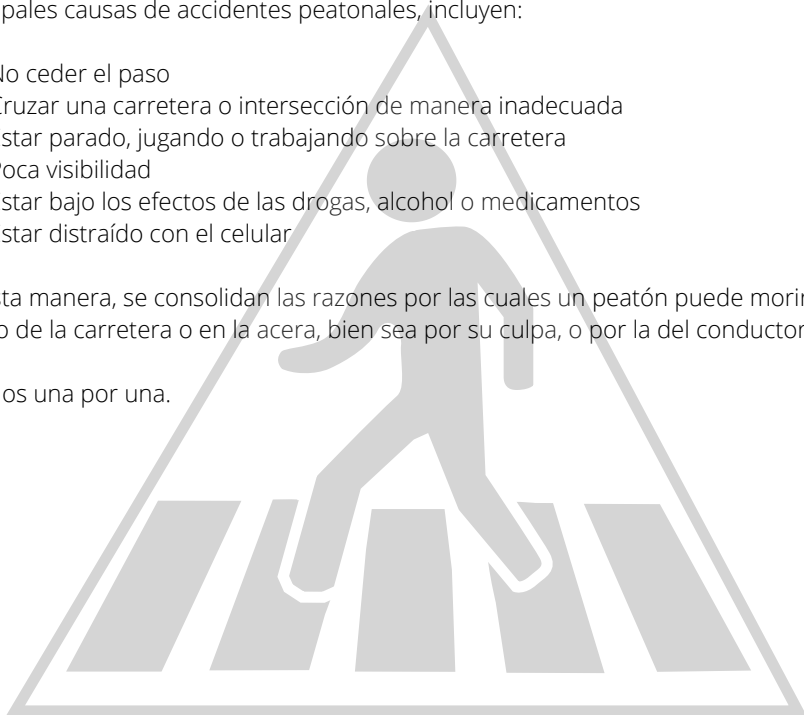 ipales causas de accidentes peatonales, incluyen:
No ceder el paso
Cruzar una carretera o intersección de manera inadecuada
star parado, jugando o trabajando sobre la carretera
Poca visibilidad
star bajo los efectos de las drogas, alcohol o medicamentos
star distraído con el celular
sta manera, se consolidan las razones por las cuales un peatón puede morir
o de la carretera o en la acera, bien sea por su culpa, o por la del conductor
os una por una.